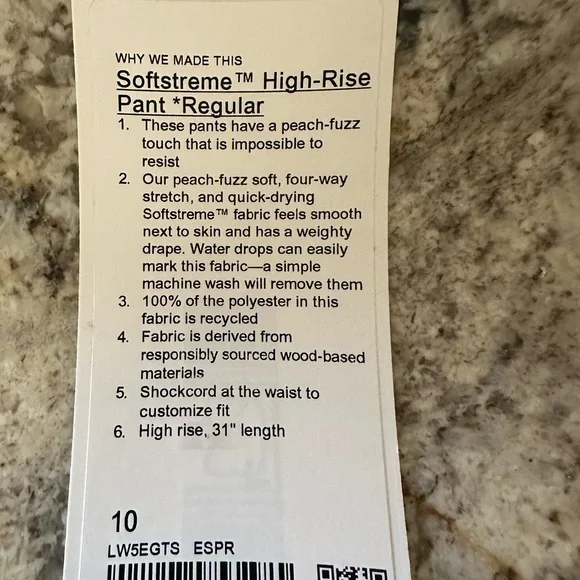 WHY WE MADE THIS
Softstreme™ High-Rise
Pant *Regular
1. These pants have a peach-fuzz
touch that is impossible to
resist
2. Our peach-fuzz soft, four-way
stretch, and quick-drying
Softstreme™ fabric feels smooth
next to skin and has a weighty
drape. Water drops can easily
mark this fabric—a simple
machine wash will remove them
3. 100% of the polyester in this
fabric is recycled
4. Fabric is derived from
responsibly sourced wood-based
materials
5. Shockcord at the waist to
customize fit
6. High rise, 31" length
10
LW5EGTS ESPR